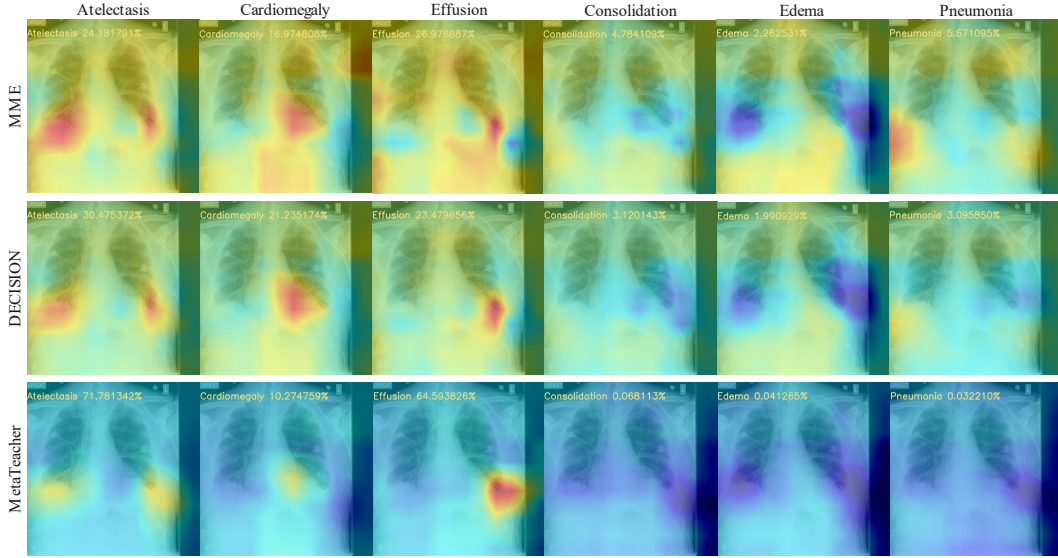 Atelectasis Cardiomegaly Effusion Consolidation Edema Pneumonia
MME
Atelectasis 24.181791% Cardiomegaly 16.974808% Effusion 26.976887% Consolidation 4.784109% Edema 2.262531% Pneumonia 5.671095%
DECISION
Atelectasis 30.475372% Cardiomegaly 21.235174% Effusion 23.479656% Consolidation 3.120143% Edema 1.990929% Pneumonia 3.095850%
MetaTeacher
Atelectasis 71.781342% Cardiomegaly 10.274759% Effusion 64.593826% Consolidation 0.068113% Edema 0.041265% Pneumonia 0.032210%